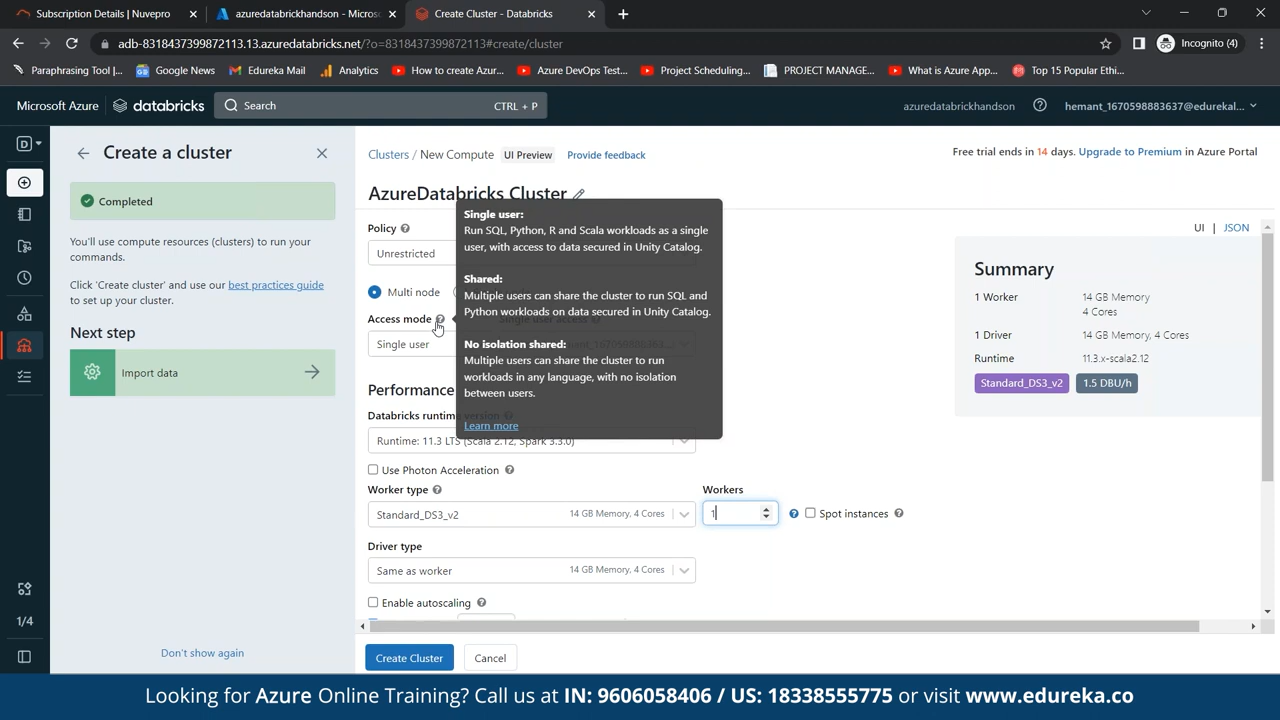 Subscription Details | Nuvepro
azuredatabrickhandson - Micros
Create Cluster - Databricks
adb-8318437399872113.13.azuredatabricks.net/?o=8318437399872113#create/cluster
Incognito (4)
Paraphrasing Tool |...
Google News
Edureka Mail
Analytics
How to create Azur...
Azure DevOps Test...
Project Scheduling...
PROJECT MANAGE...
What is Azure App...
Top 15 Popular Ethi...
Microsoft Azure
databricks
Search
CTRL + P
azuredatabrickhandson
hemant_1670598883637@edurekal...
D
1/4
Create a cluster
Completed
You'll use compute resources (clusters) to run your
commands.
Click 'Create cluster' and use our best practices guide
to set up your cluster.
Next step
Import data
Don't show again
Clusters / New Compute UI Preview Provide feedback
Free trial ends in 14 days. Upgrade to Premium in Azure Portal
AzureDatabricks Cluster
Policy
Unrestricted
Multi node
Access mode
Single user
Single user:
Run SQL, Python, R and Scala workloads as a single
user, with access to data secured in Unity Catalog.
Shared:
Multiple users can share the cluster to run SQL and
Python workloads on data secured in Unity Catalog.
No isolation shared:
Multiple users can share the cluster to run
workloads in any language, with no isolation
between users.
Learn more
Performance
Databricks runtime version
Runtime: 11.3 LTS (Scala 2.12, Spark 3.3.0)
Use Photon Acceleration
Worker type
Workers
Standard_DS3_v2 14 GB Memory, 4 Cores
1
Spot instances
Driver type
Same as worker 14 GB Memory, 4 Cores
Enable autoscaling
Create Cluster
Cancel
UI | JSON
Summary
1 Worker 14 GB Memory
4 Cores
1 Driver 14 GB Memory, 4 Cores
Runtime 11.3.x-scala2.12
Standard_DS3_v2 1.5 DBU/h
Looking for Azure Online Training? Call us at IN: 9606058406 / US: 18338555775 or visit www.edureka.co